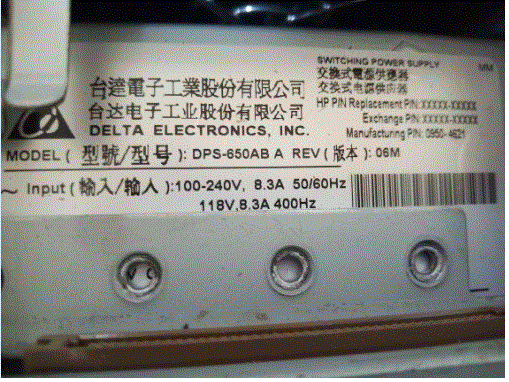 SWITCHING POWER SUPPLY
MM
交換式電源供應器
交换式电源供应器
HP P/N Replacement P/N: XXXXX-XXXXX
Exchange P/N: XXXXX-XXXXX
Manufacturing P/N: 0950-4621
台達電子工業股份有限公司
台达电子工业股份有限公司
DELTA ELECTRONICS, INC.
MODEL ( 型號/型号 ): DPS-650AB A REV (版本): 06M
~ Input (輸入/输入):100-240V, 8.3A 50/60Hz
118V,8.3A 400Hz